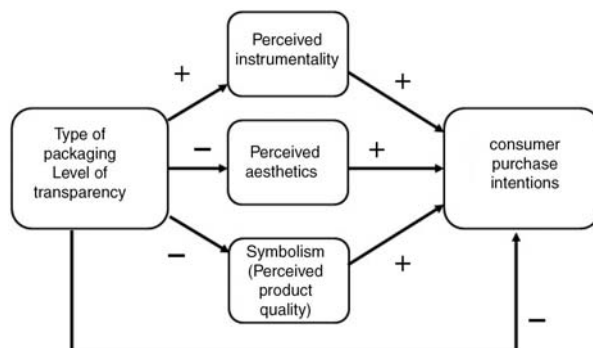 Perceived
instrumentality
+
+
Type of
packaging
Level of
transparency
−
Perceived
aesthetics
+
consumer
purchase
intentions
−
Symbolism
(Perceived
product
quality)
+
−